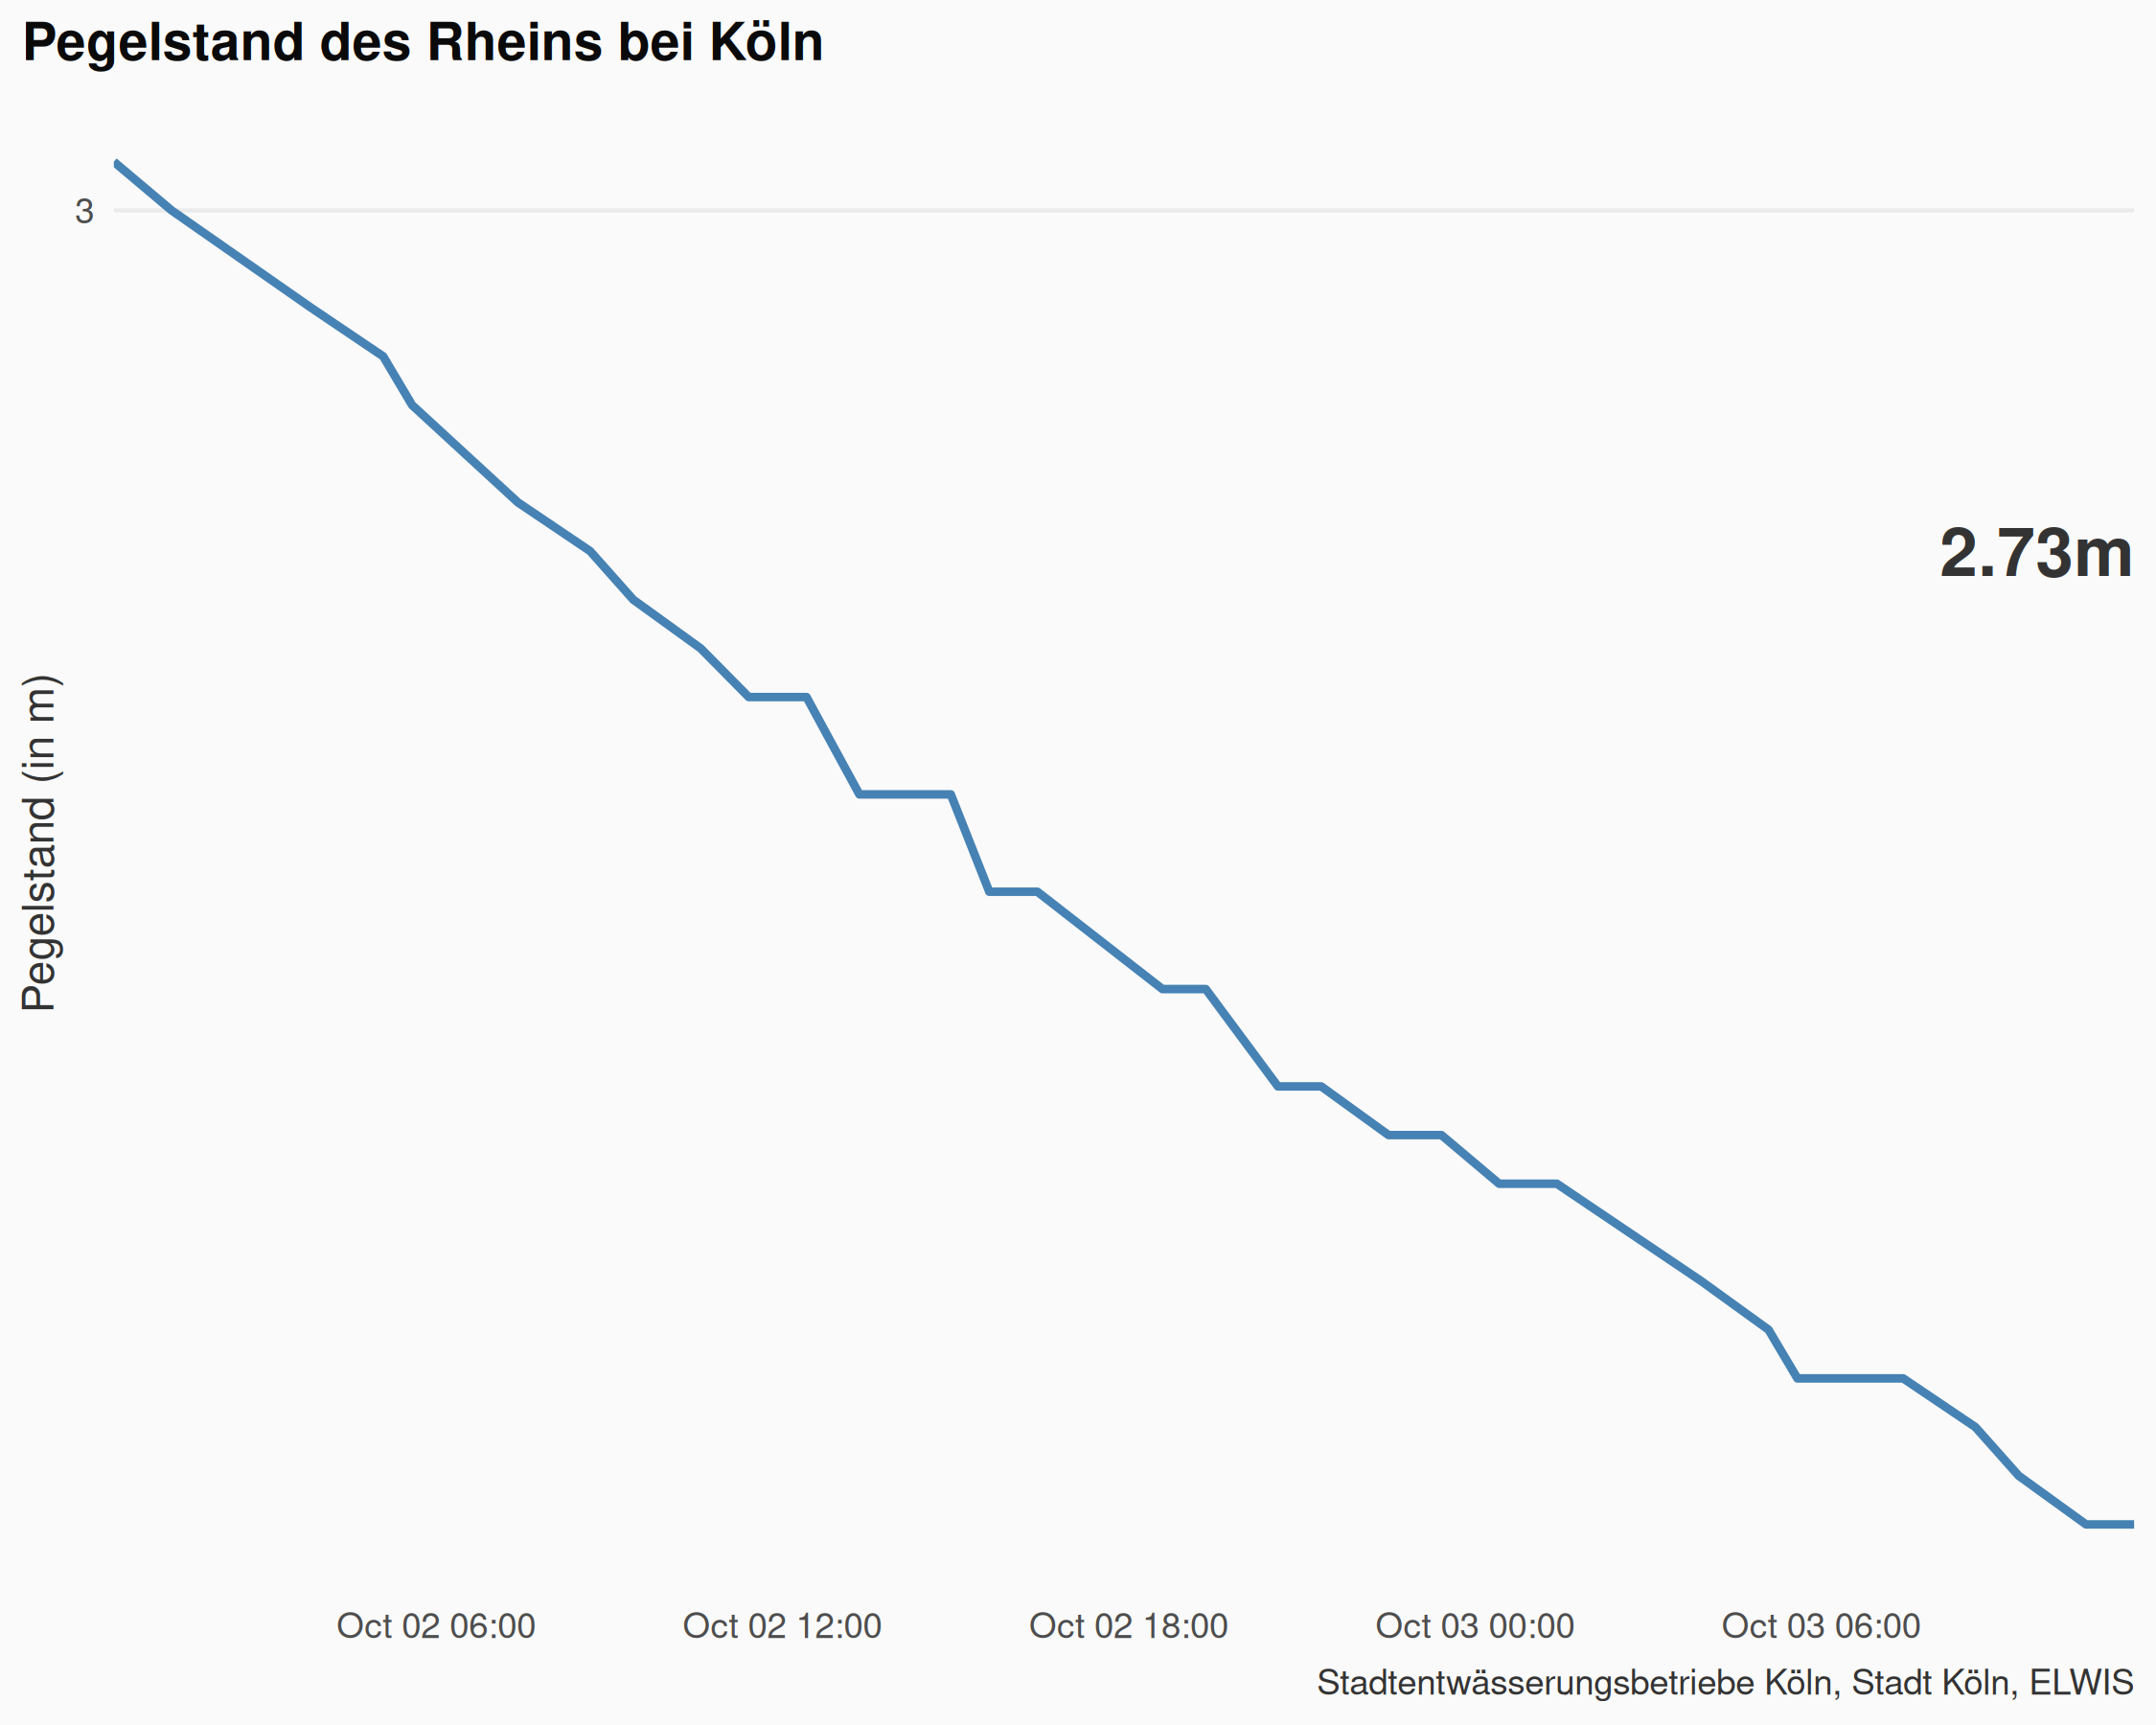 Pegelstand des Rheins bei Köln
3
2.73m
Pegelstand (in m)
Oct 02 06:00
Oct 02 12:00
Oct 02 18:00
Oct 03 00:00
Oct 03 06:00
Stadtentwässerungsbetriebe Köln, Stadt Köln, ELWIS